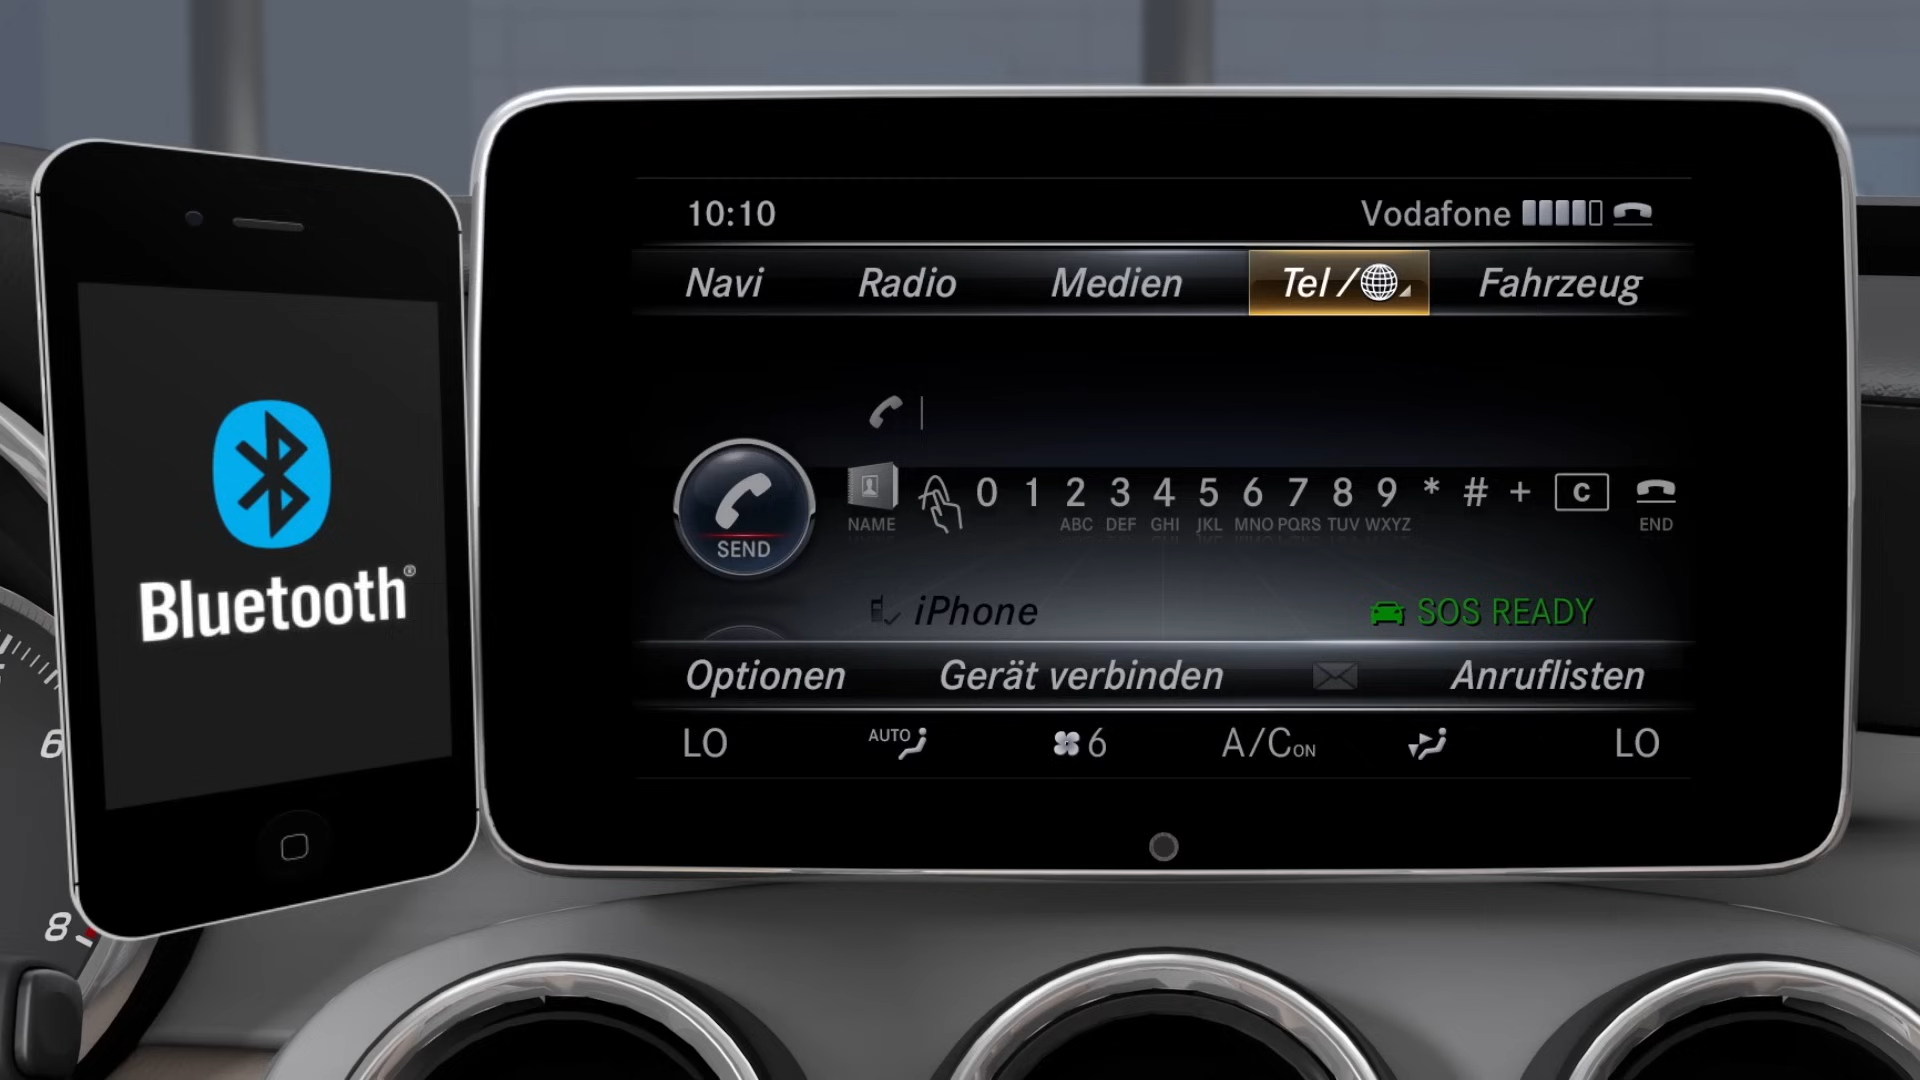 Bluetooth®
10:10
Vodafone
Navi Radio Medien Tel / Fahrzeug
0 1 2 3 4 5 6 7 8 9 * # + C
NAME ABC DEF GHI JKL MNO PQRS TUV WXYZ END
SEND
iPhone SOS READY
Optionen Gerät verbinden Anruflisten
LO AUTO 6 A/C ON LO
6
8